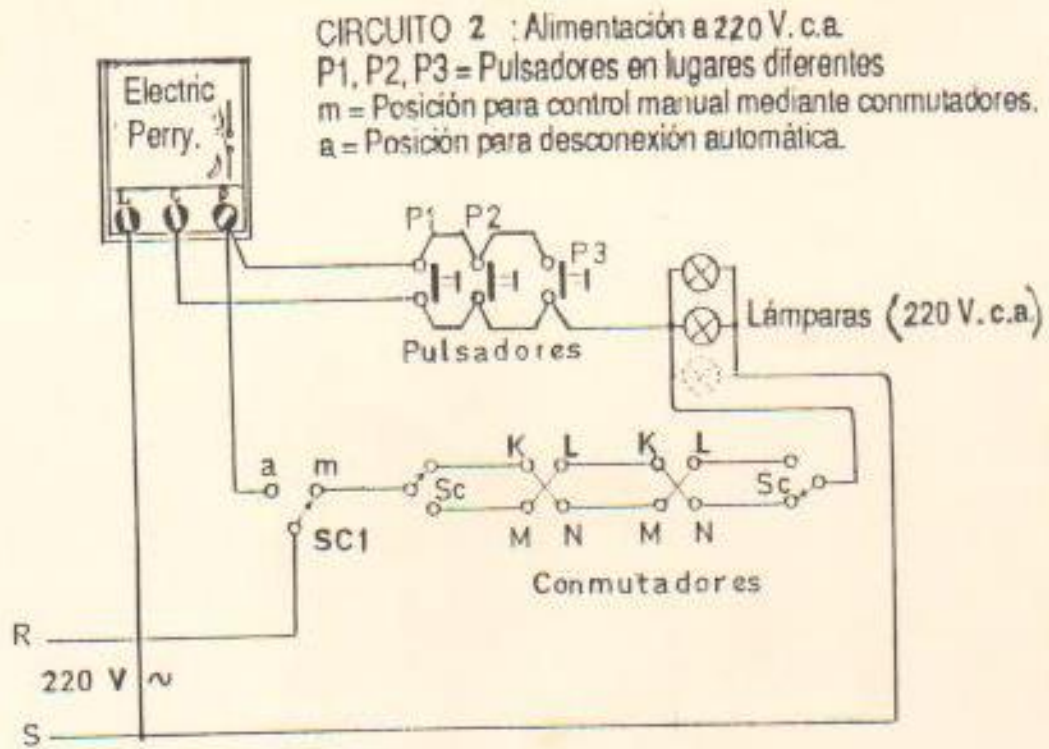 CIRCUITO 2 : Alimentación a 220 V. c.a.
P1, P2, P3 = Pulsadores en lugares diferentes
m = Posición para control manual mediante conmutadores.
a = Posición para desconexión automática.
Electric
Perry.
L C P
P1 P2
P3
Pulsadores
Lámparas (220 V. c.a.)
a m
Sc
K L K L
Sc
SC1
M N M N
Conmutadores
R
220 V ~
S